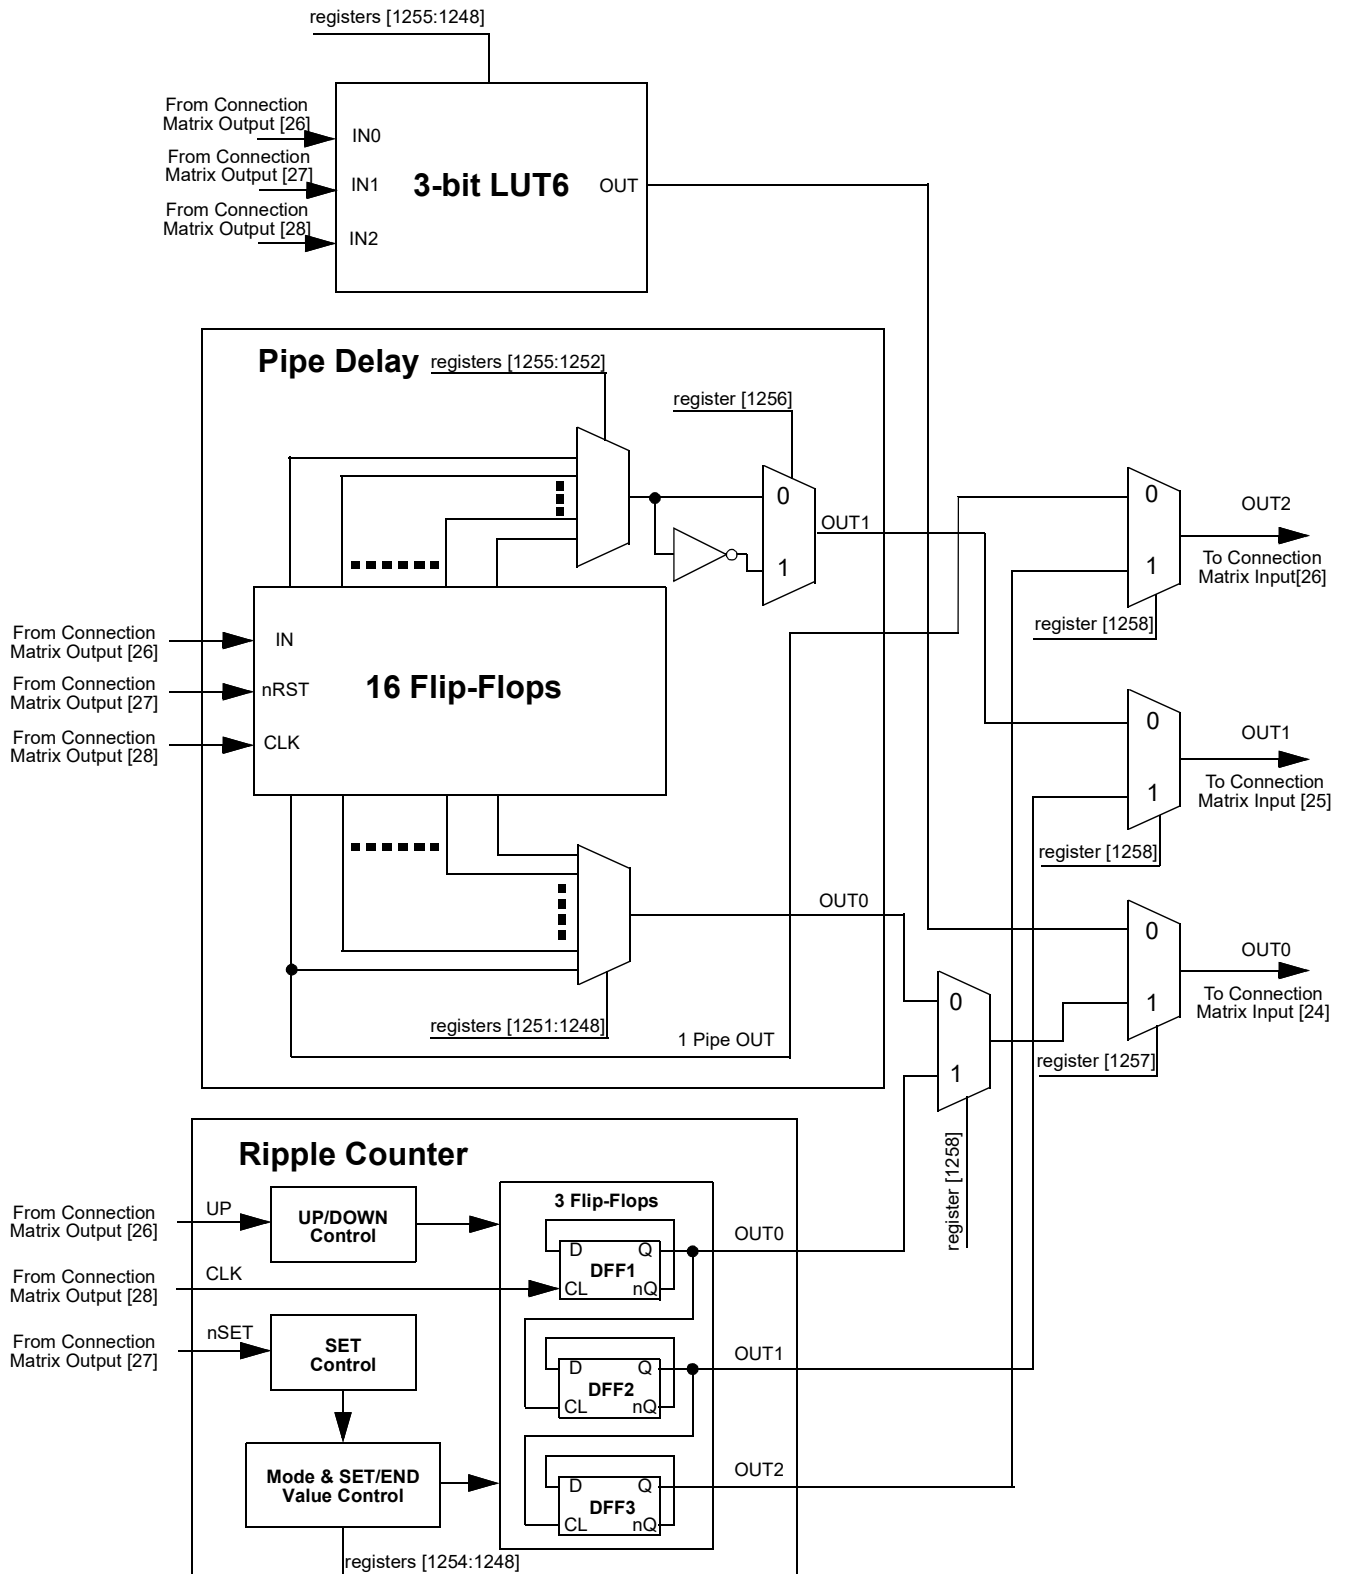 registers [1255:1248]
From Connection
Matrix Output [26]
IN0
From Connection
Matrix Output [27]
IN1
3-bit LUT6
OUT
From Connection
Matrix Output [28]
IN2
Pipe Delay
registers [1255:1252]
register [1256]
0
1
OUT1
From Connection
Matrix Output [26]
IN
From Connection
Matrix Output [27]
nRST
16 Flip-Flops
From Connection
Matrix Output [28]
CLK
OUT0
registers [1251:1248]
1 Pipe OUT
0
1
OUT2
To Connection
Matrix Input[26]
register [1258]
0
1
OUT1
To Connection
Matrix Input [25]
register [1258]
0
1
OUT0
To Connection
Matrix Input [24]
register [1257]
0
1
register [1258]
Ripple Counter
From Connection
Matrix Output [26]
UP
UP/DOWN
Control
From Connection
Matrix Output [28]
CLK
From Connection
Matrix Output [27]
nSET
SET
Control
Mode & SET/END
Value Control
registers [1254:1248]
3 Flip-Flops
D
Q
DFF1
CL
nQ
OUT0
D
Q
DFF2
CL
nQ
OUT1
D
Q
DFF3
CL
nQ
OUT2